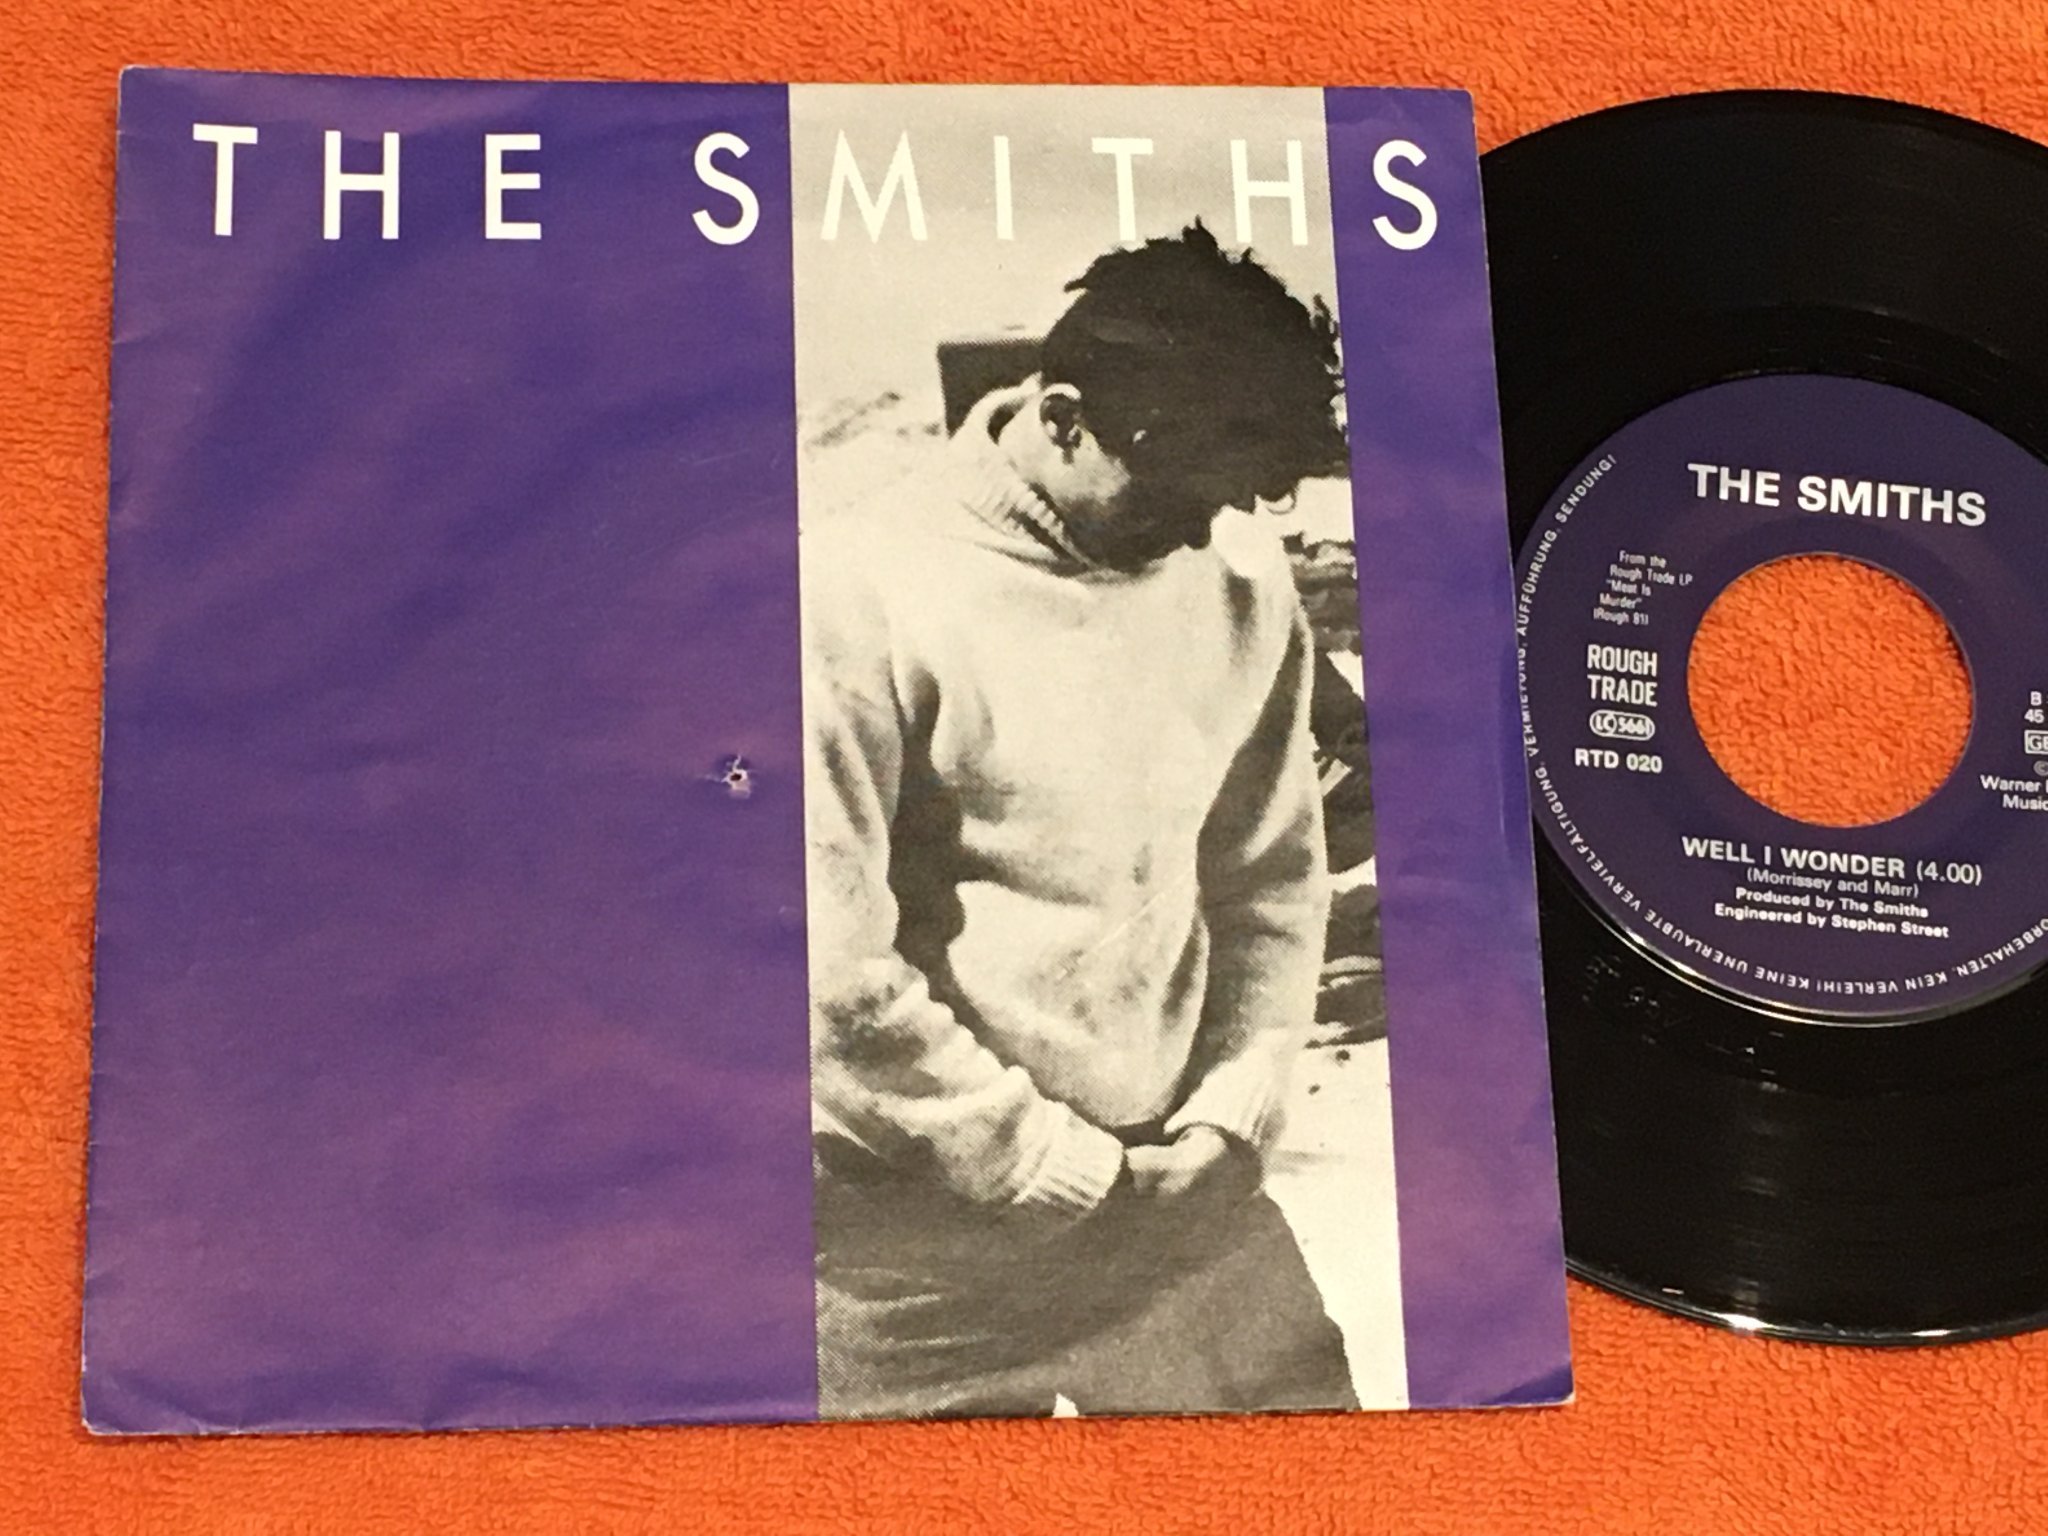 THE SMITHS
THE SMITHS
From the
Rough Trade LP
"Meat Is
Murder"
(Rough 81)
ROUGH
TRADE
LC 5661
RTD 020
B
45
GE
©
Warner
Music
WELL I WONDER (4.00)
(Morrissey and Marr)
Produced by The Smiths
Engineered by Stephen Street
ORBEHALTEN. KEIN VERLEIH! KEINE UNERLAUBTE VERVIELFÄLTIGUNG, VERMIETUNG, AUFFÜHRUNG, SENDUNG!